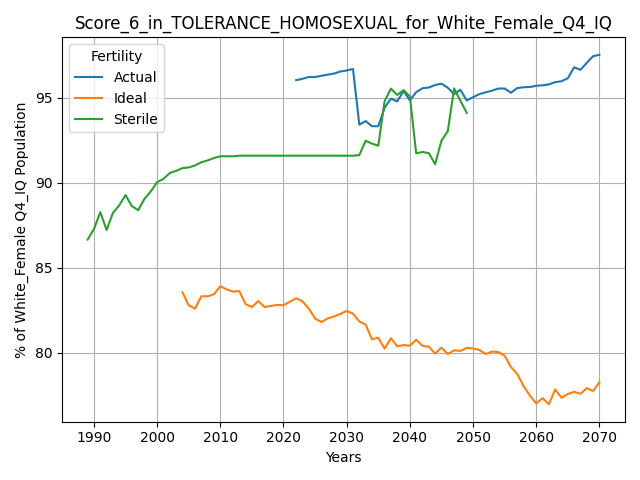 Score_6_in_TOLERANCE_HOMOSEXUAL_for_White_Female_Q4_IQ
Fertility
Actual
Ideal
Sterile
% of White_Female Q4_IQ Population
95
90
85
80
1990 2000 2010 2020 2030 2040 2050 2060 2070
Years